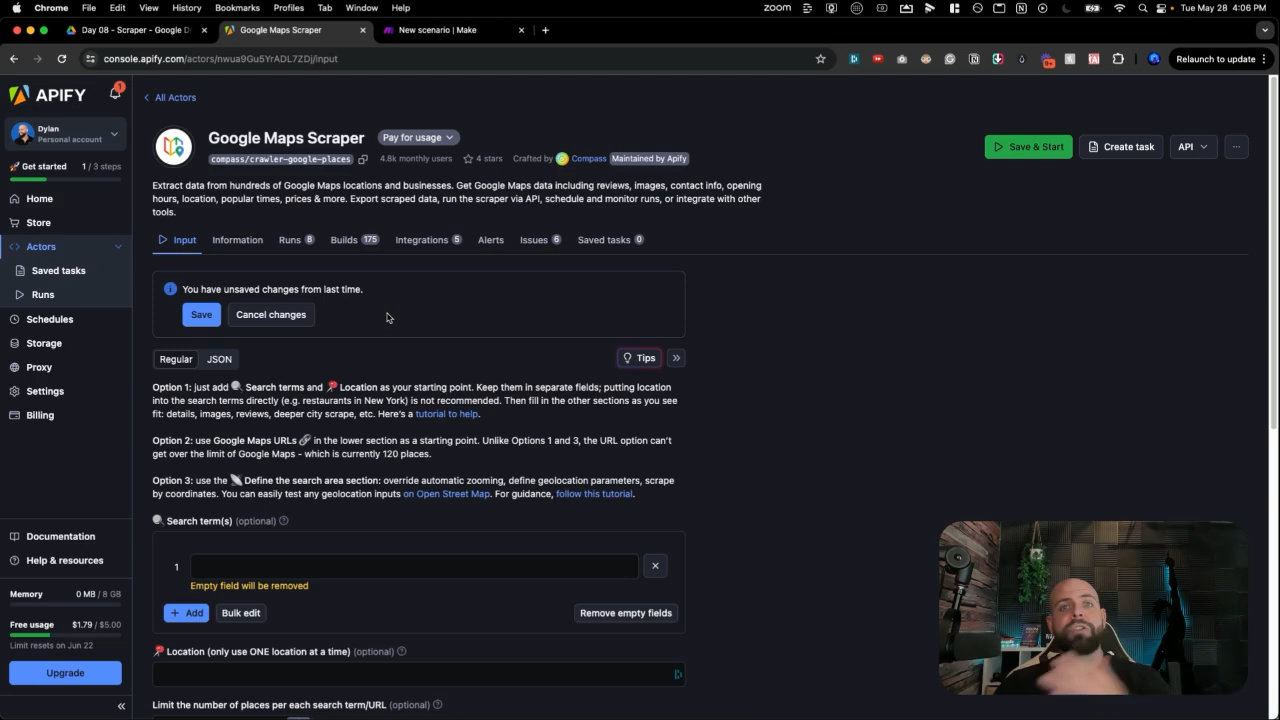 Chrome File Edit View History Bookmarks Profiles Tab Window Help
zoom
Tue May 28 4:06 PM
Day 08 - Scraper - Google D
Google Maps Scraper
New scenario | Make
console.apify.com/actors/nwua9Gu5YrADL7ZDj/input
Relaunch to update
APIFY
1
Dylan
Personal account
Get started 1 / 3 steps
Home
Store
Actors
Saved tasks
Runs
Schedules
Storage
Proxy
Settings
Billing
Documentation
Help & resources
Memory 0 MB / 8 GB
Free usage $1.79 / $5.00
Limit resets on Jun 22
Upgrade
All Actors
Google Maps Scraper Pay for usage
compass/crawler-google-places 4.8k monthly users 4 stars Crafted by Compass Maintained by Apify
Save & Start Create task API
Extract data from hundreds of Google Maps locations and businesses. Get Google Maps data including reviews, images, contact info, opening
hours, location, popular times, prices & more. Export scraped data, run the scraper via API, schedule and monitor runs, or integrate with other
tools.
Input Information Runs 8 Builds 175 Integrations 5 Alerts Issues 6 Saved tasks 0
You have unsaved changes from last time.
Save Cancel changes
Regular JSON Tips
Option 1: just add Search terms and Location as your starting point. Keep them in separate fields; putting location
into the search terms directly (e.g. restaurants in New York) is not recommended. Then fill in the other sections as you see
fit: details, images, reviews, deeper city scrape, etc. Here's a tutorial to help.
Option 2: use Google Maps URLs in the lower section as a starting point. Unlike Options 1 and 3, the URL option can't
get over the limit of Google Maps - which is currently 120 places.
Option 3: use the Define the search area section: override automatic zooming, define geolocation parameters, scrape
by coordinates. You can easily test any geolocation inputs on Open Street Map. For guidance, follow this tutorial.
Search term(s) (optional)
1
Empty field will be removed
+ Add Bulk edit Remove empty fields
Location (only use ONE location at a time) (optional)
Limit the number of places per each search term/URL (optional)